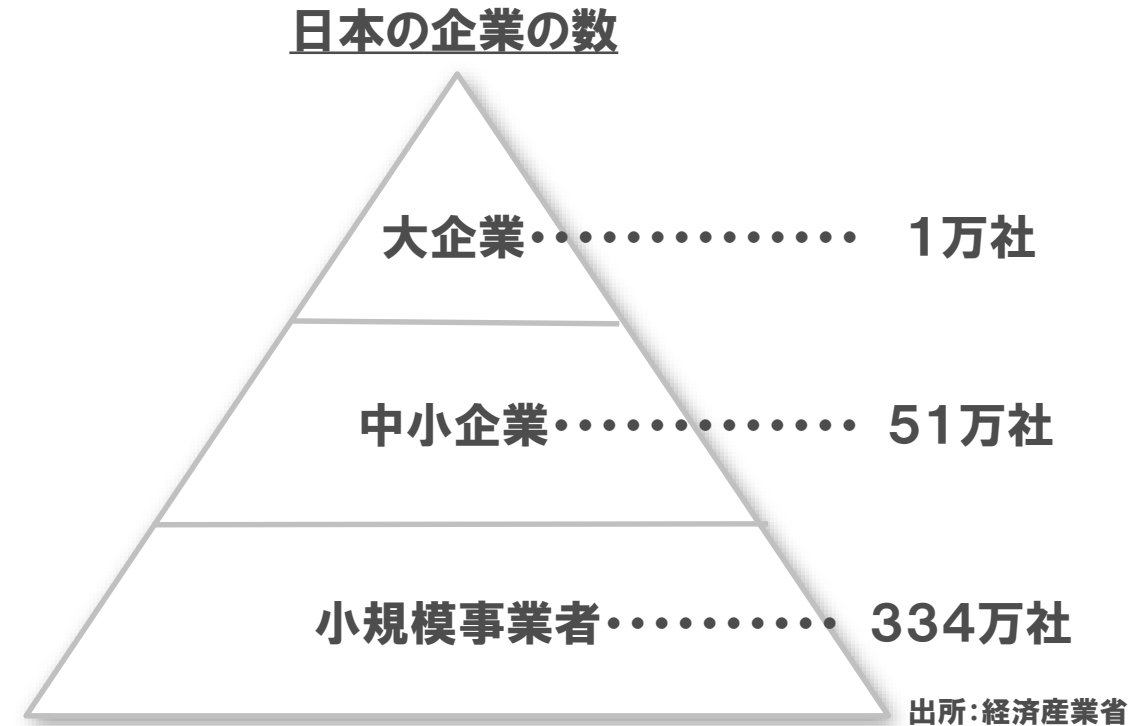 日本の企業の数
大企業・・・・・・・・・・・・・・ 1万社
中小企業・・・・・・・・・・・・・ 51万社
小規模事業者・・・・・・・・・・ 334万社
出所：経済産業省